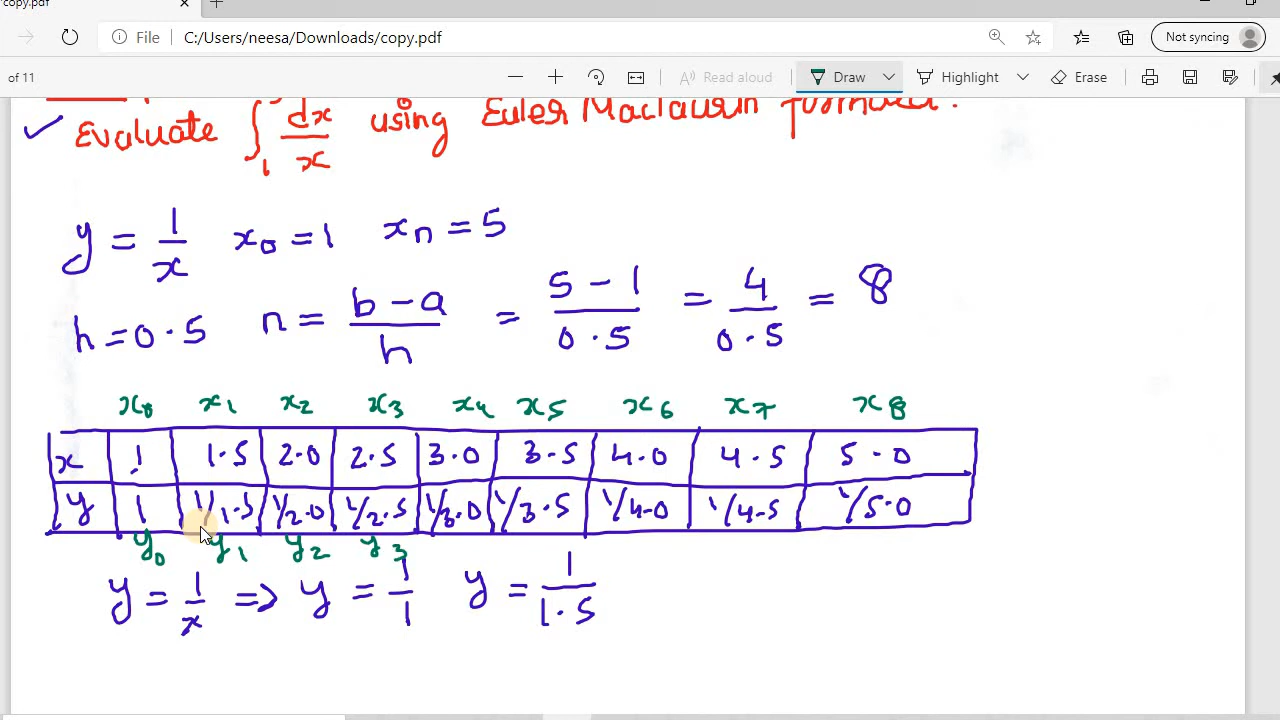 copy.pdf
File C:/Users/neesa/Downloads/copy.pdf Not syncing
of 11 Read aloud Draw Highlight Erase
Evaluate ∫₁ dx/x using Euler Maclaurin formula.
y = 1/x x₀ = 1 xn = 5
h = 0.5 n = b - a / h = 5 - 1 / 0.5 = 4 / 0.5 = 8
x₀ x₁ x₂ x₃ x₄ x₅ x₆ x₇ x₈
x 1 1.5 2.0 2.5 3.0 3.5 4.0 4.5 5.0
y 1 1/1.5 1/2.0 1/2.5 1/3.0 1/3.5 1/4.0 1/4.5 1/5.0
y₀ y₁ y₂ y₃
y = 1/x => y = 1/1 y = 1/1.5